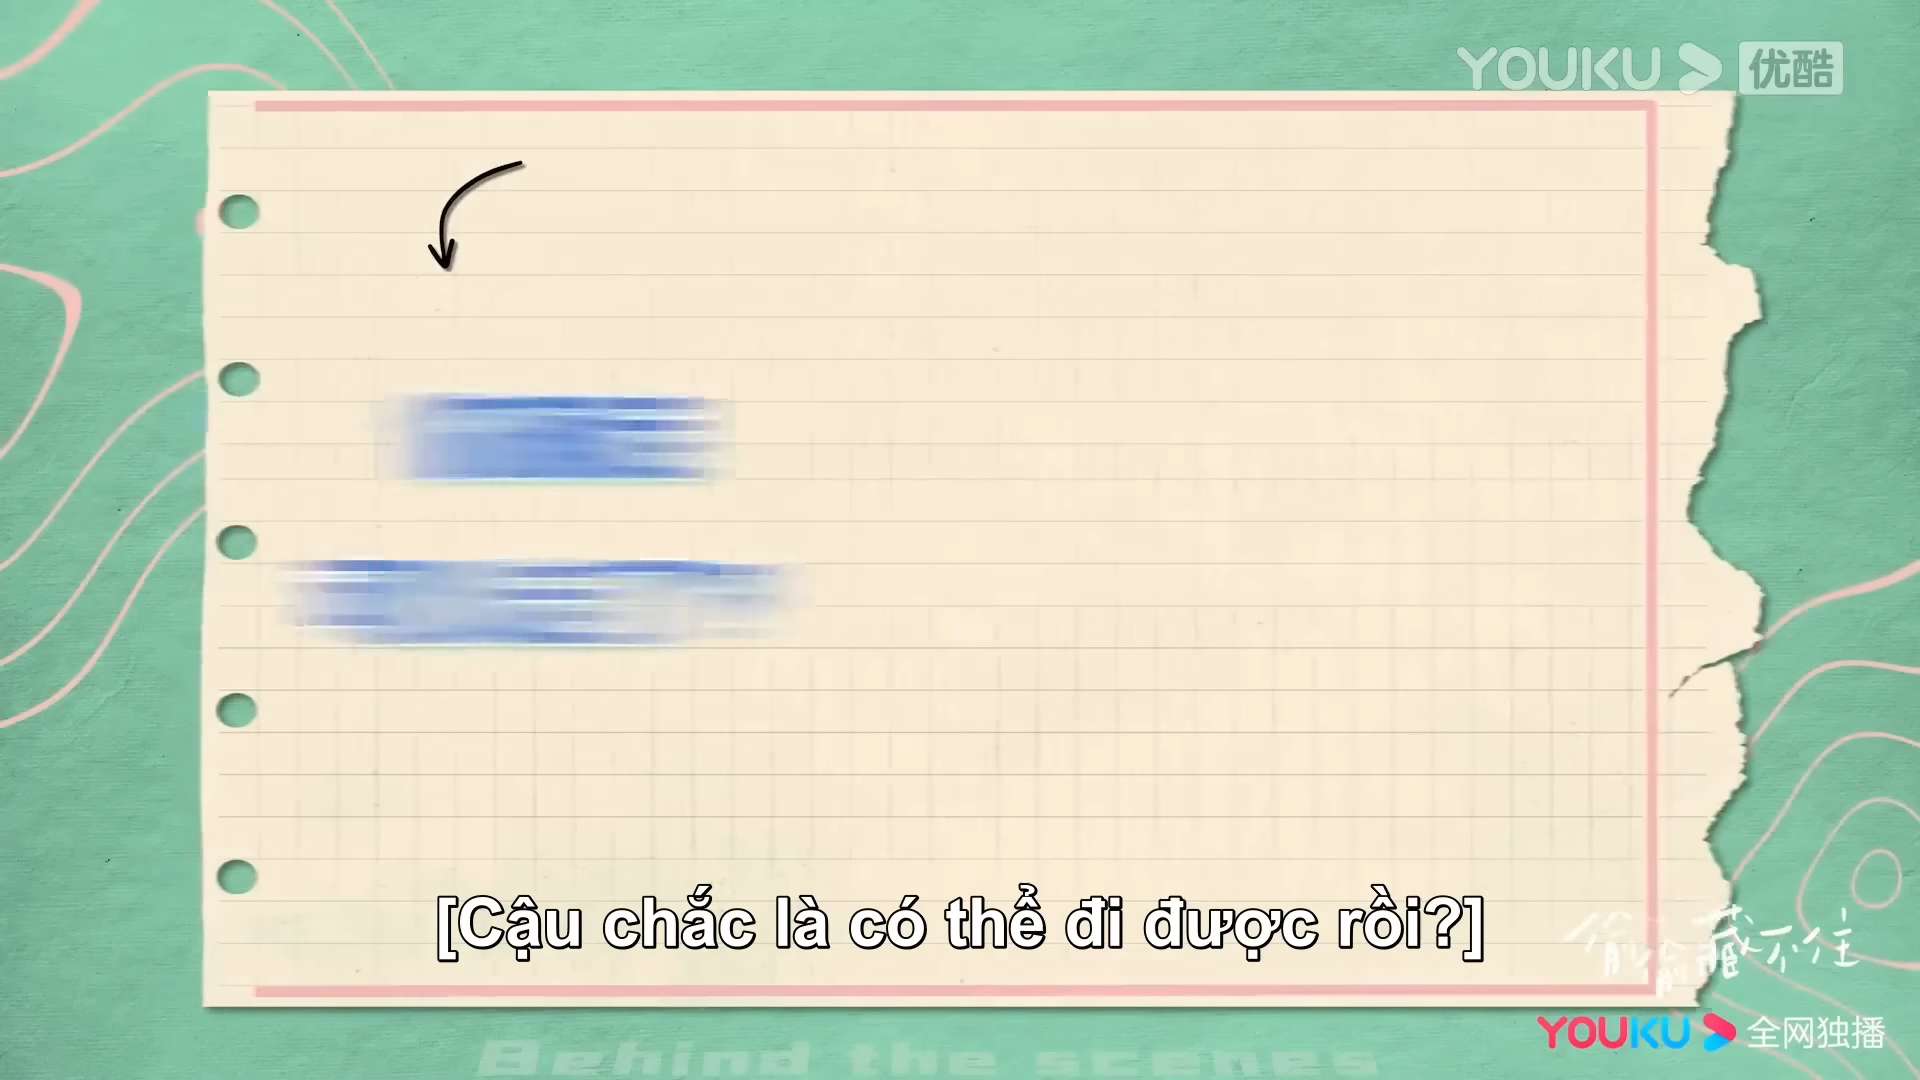 YOUKU 优酷
[Cậu chắc là có thể đi được rồi?]
偷偷藏不住
YOUKU 全网独播
Behind the scenes